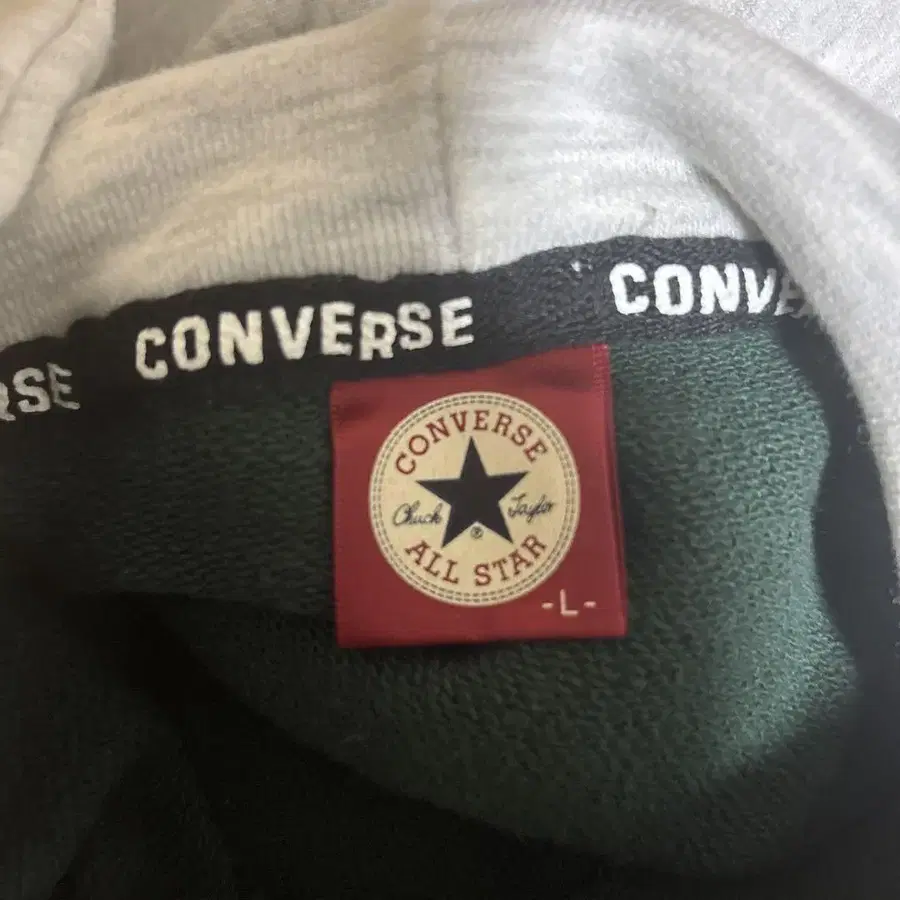 RSE CONVERSE CONVE
CONVERSE
Chuck Taylor
®
ALL STAR
-L-